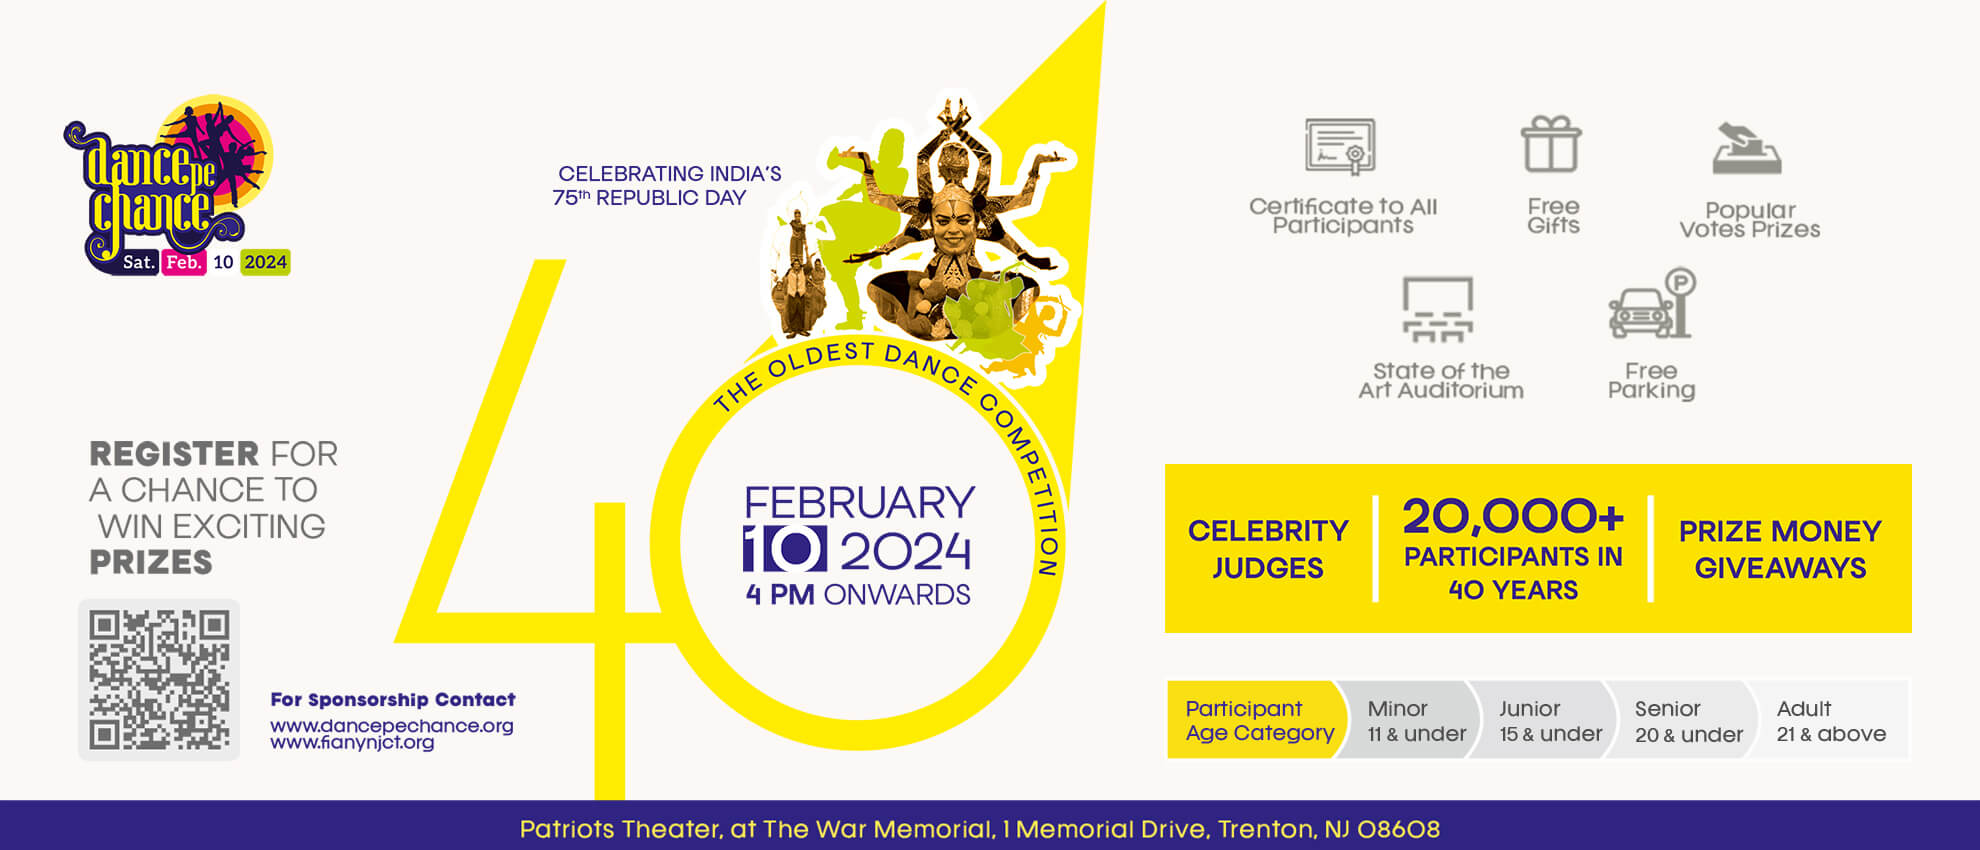 dance pe
chance
Sat. Feb. 10 2024
REGISTER FOR
A CHANCE TO
WIN EXCITING
PRIZES
For Sponsorship Contact
www.dancepechance.org
www.fianynjct.org
CELEBRATING INDIA'S
75th REPUBLIC DAY
40
THE OLDEST DANCE COMPETITION
FEBRUARY
10 2024
4 PM ONWARDS
Certificate to All
Participants
Free
Gifts
Popular
Votes Prizes
State of the
Art Auditorium
P
Free
Parking
CELEBRITY
JUDGES
20,000+
PARTICIPANTS IN
40 YEARS
PRIZE MONEY
GIVEAWAYS
Participant
Age Category
Minor
11 & under
Junior
15 & under
Senior
20 & under
Adult
21 & above
Patriots Theater, at The War Memorial, 1 Memorial Drive, Trenton, NJ 08608